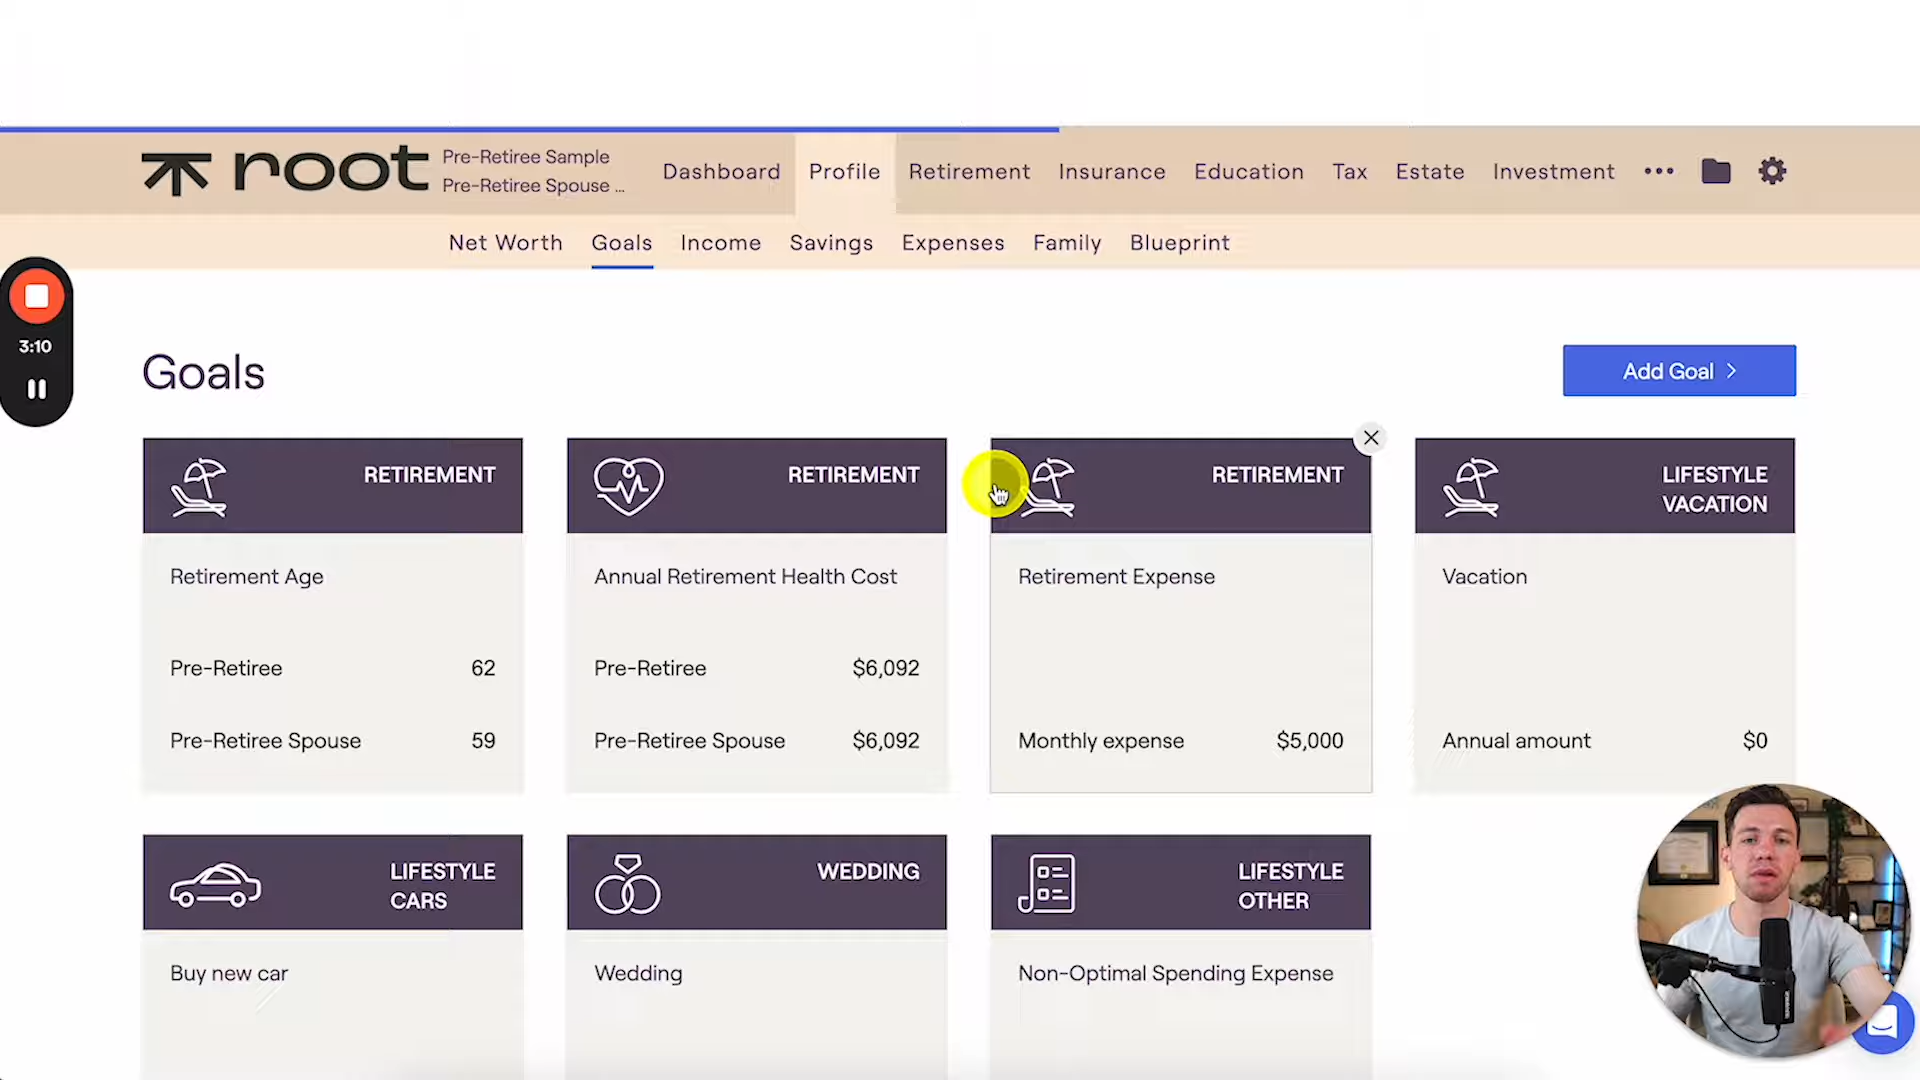 root
Pre-Retiree Sample
Pre-Retiree Spouse ...
Dashboard
Profile
Retirement
Insurance
Education
Tax
Estate
Investment
Net Worth
Goals
Income
Savings
Expenses
Family
Blueprint
3:10
Goals
Add Goal
RETIREMENT
Retirement Age
Pre-Retiree 62
Pre-Retiree Spouse 59
RETIREMENT
Annual Retirement Health Cost
Pre-Retiree $6,092
Pre-Retiree Spouse $6,092
RETIREMENT
Retirement Expense
Monthly expense $5,000
LIFESTYLE
VACATION
Vacation
Annual amount $0
LIFESTYLE
CARS
Buy new car
WEDDING
Wedding
LIFESTYLE
OTHER
Non-Optimal Spending Expense